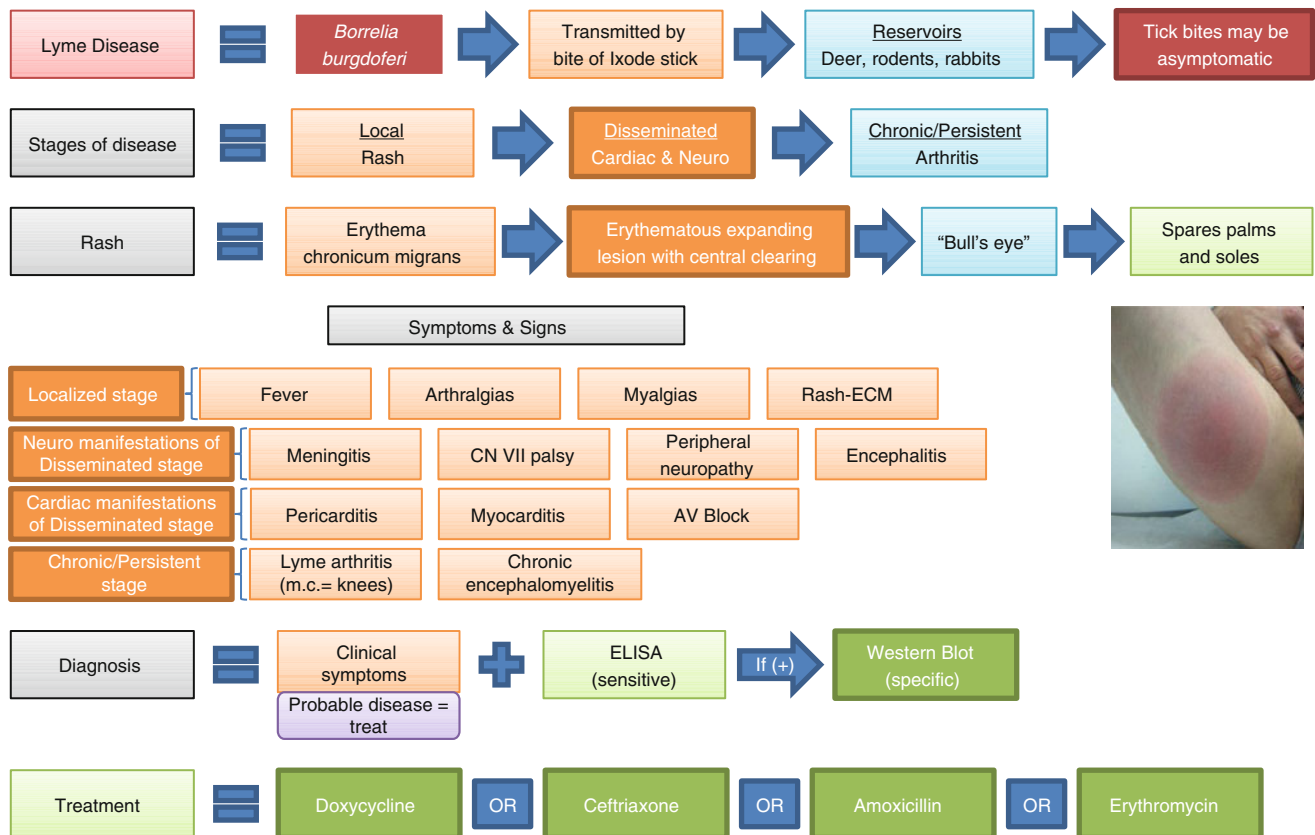 Lyme Disease
Borrelia
burgdoferi
Transmitted by
bite of Ixode stick
Reservoirs
Deer, rodents, rabbits
Tick bites may be
asymptomatic
Stages of disease
Local
Rash
Disseminated
Cardiac & Neuro
Chronic/Persistent
Arthritis
Rash
Erythema
chronicum migrans
Erythematous expanding
lesion with central clearing
“Bull’s eye”
Spares palms
and soles
Symptoms & Signs
Localized stage
Fever
Arthralgias
Myalgias
Rash-ECM
Neuro manifestations of
Disseminated stage
Meningitis
CN VII palsy
Peripheral
neuropathy
Encephalitis
Cardiac manifestations
of Disseminated stage
Pericarditis
Myocarditis
AV Block
Chronic/Persistent
stage
Lyme arthritis
(m.c.= knees)
Chronic
encephalomyelitis
Diagnosis
Clinical
symptoms
Probable disease =
treat
ELISA
(sensitive)
If (+)
Western Blot
(specific)
Treatment
Doxycycline
OR
Ceftriaxone
OR
Amoxicillin
OR
Erythromycin